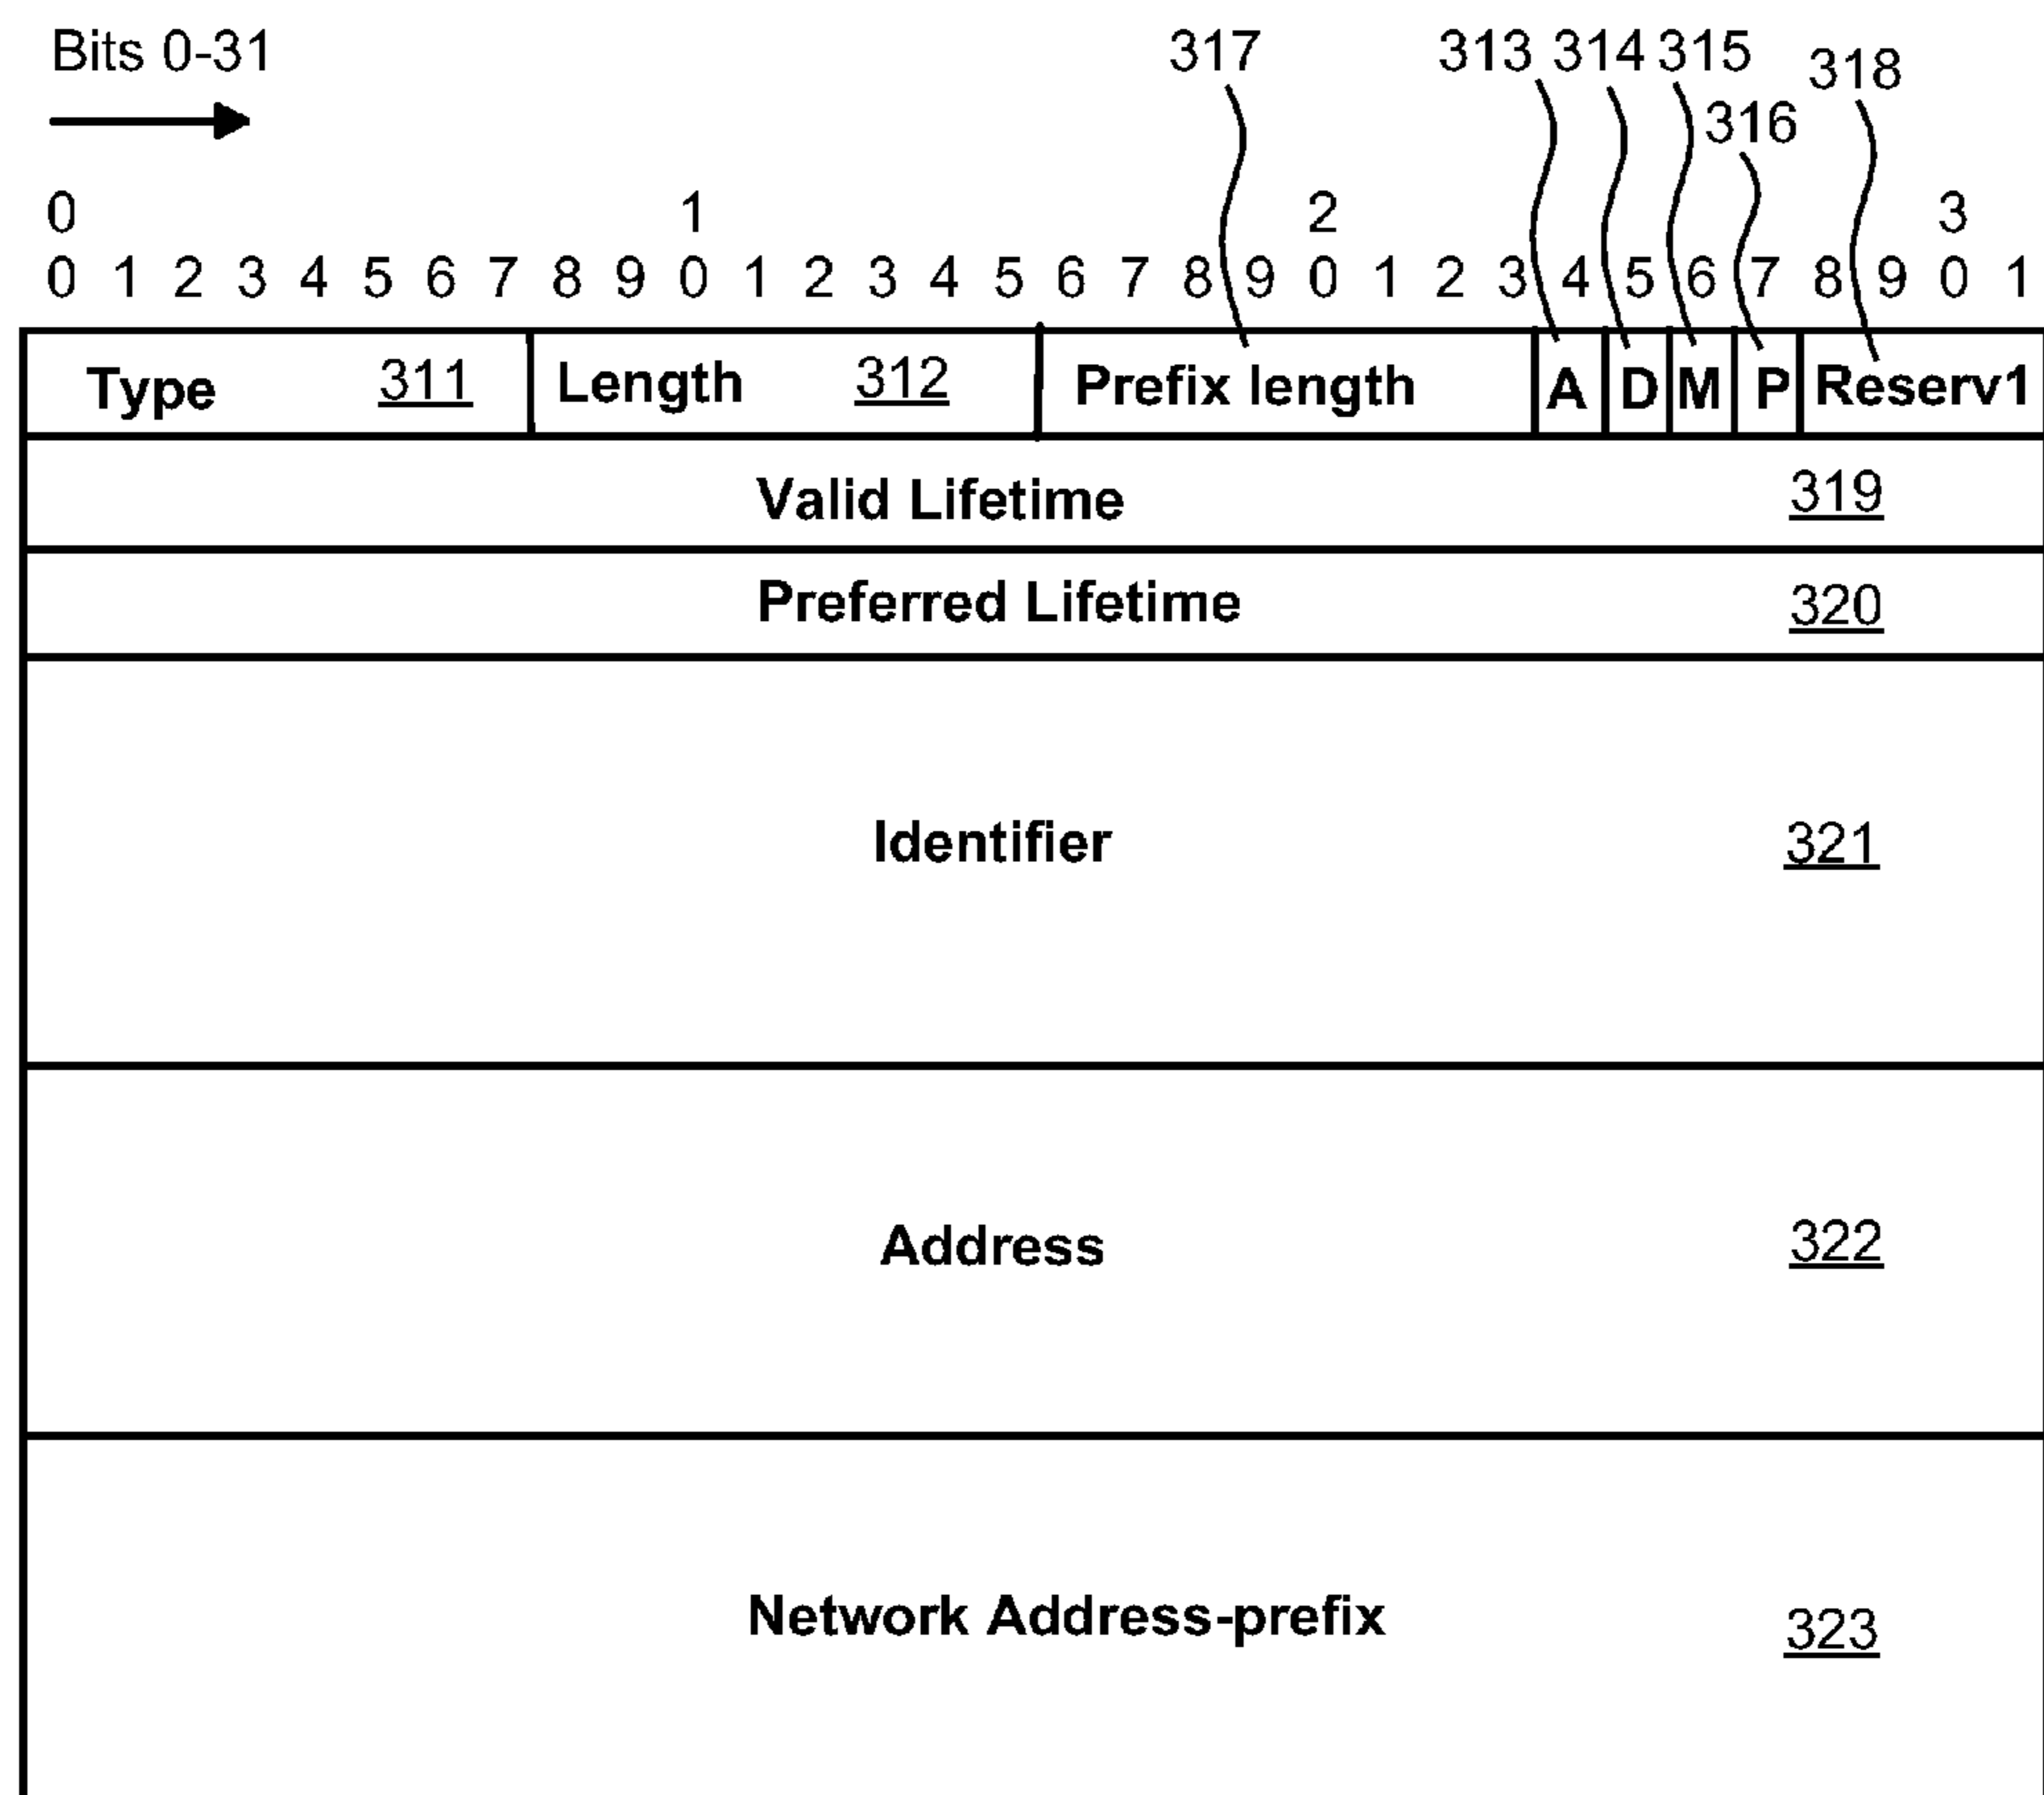 Bits 0-31 317 313 314 315 318
316
0 1 2 3
0 1 2 3 4 5 6 7 8 9 0 1 2 3 4 5 6 7 8 9 0 1 2 3 4 5 6 7 8 9 0 1
Type 311 Length 312 Prefix length A D M P Reserv1
Valid Lifetime 319
Preferred Lifetime 320
Identifier 321
Address 322
Network Address-prefix 323